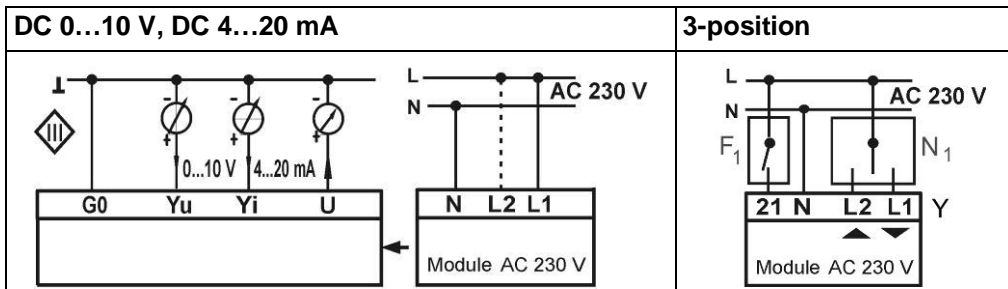 DC 0…10 V, DC 4…20 mA
3-position
L
AC 230 V
N
III
0...10 V
4...20 mA
G0 Yu Yi U
N L2 L1
Module AC 230 V
L
AC 230 V
N
F1
N1
21 N L2 L1 Y
Module AC 230 V